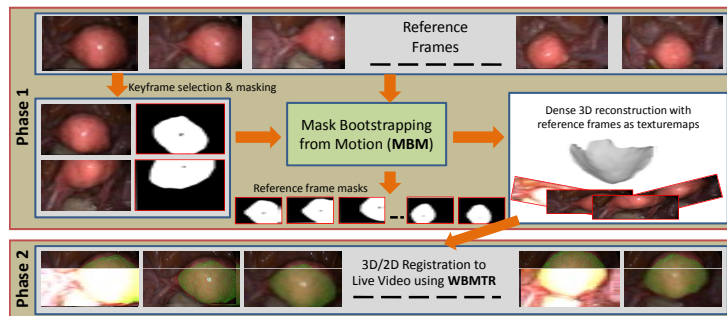 Phase 1
Reference
Frames
Keyframe selection & masking
Mask Bootstrapping
from Motion (MBM)
Dense 3D reconstruction with
reference frames as texturemaps
Reference frame masks
Phase 2
3D/2D Registration to
Live Video using WBMTR